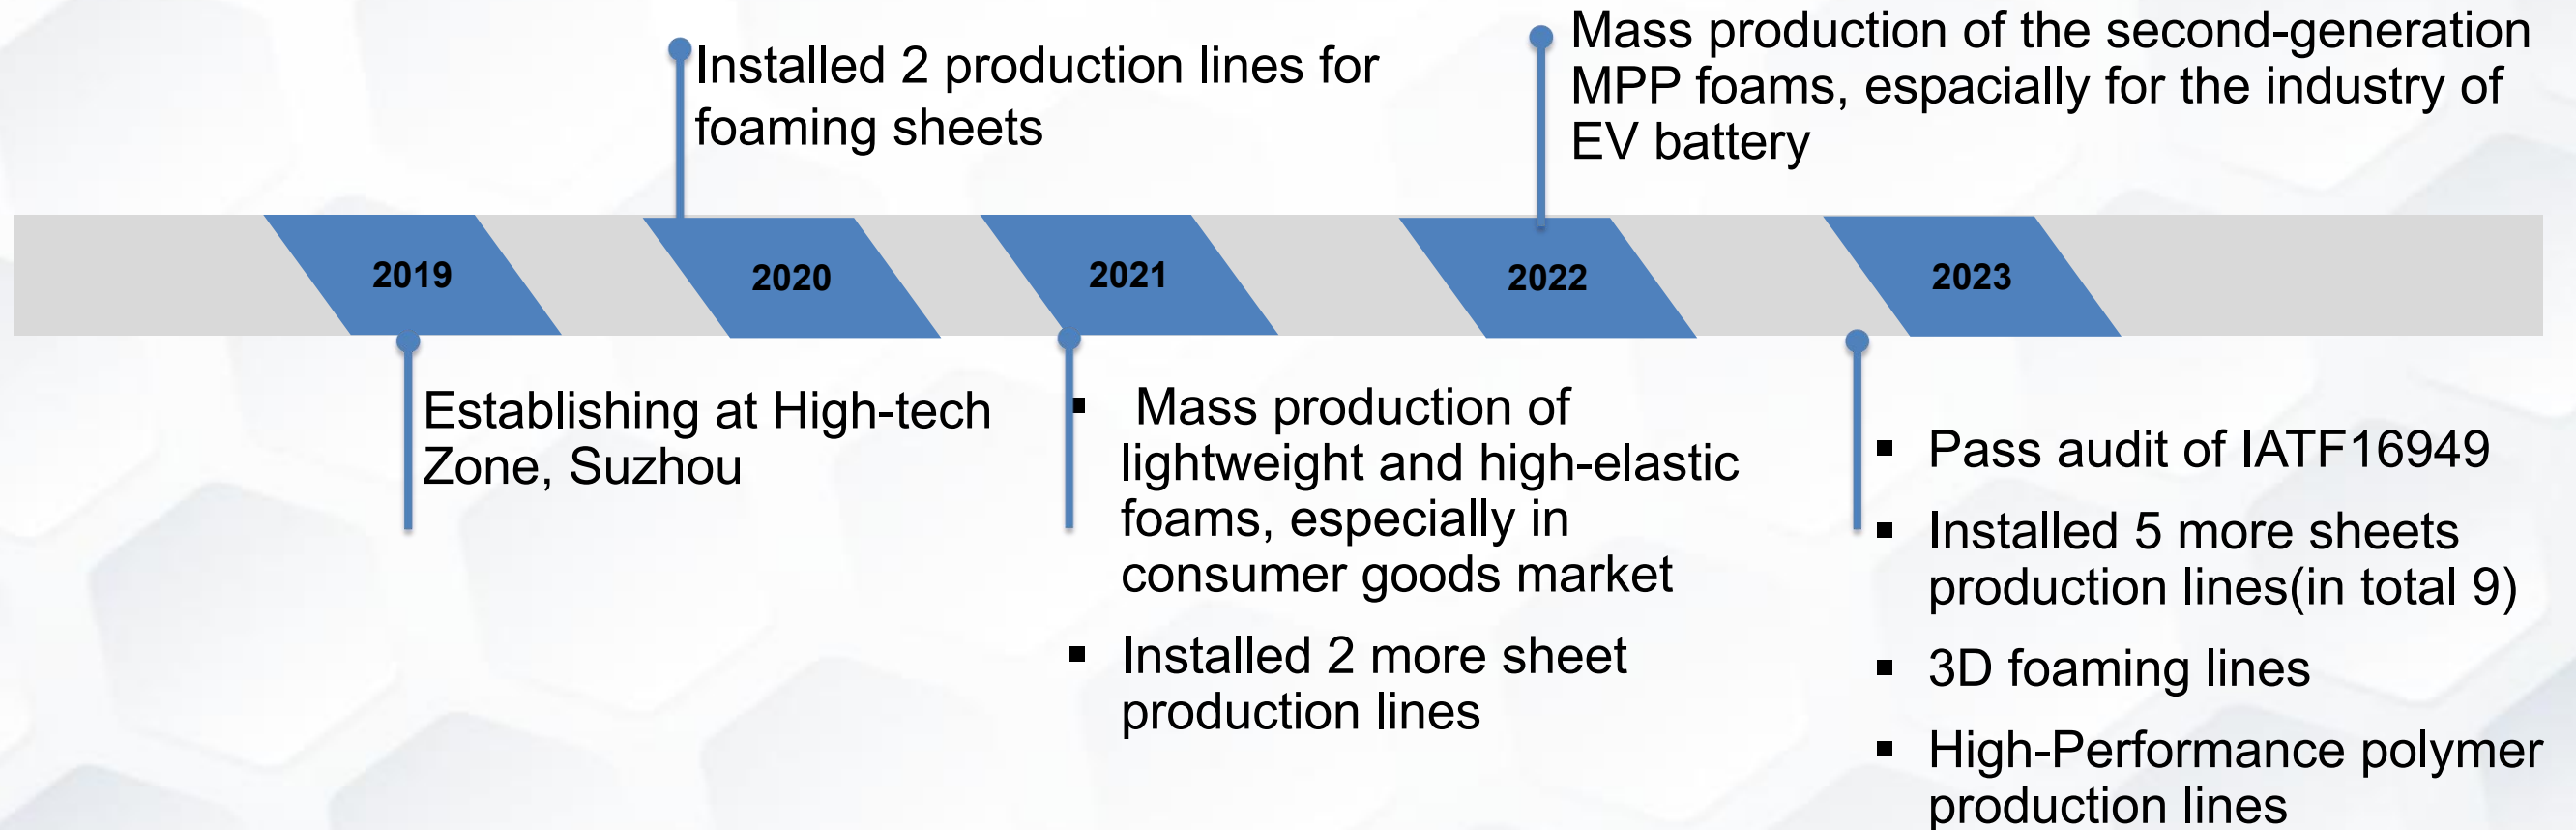 Installed 2 production lines for
foaming sheets
Mass production of the second-generation
MPP foams, espacially for the industry of
EV battery
2019
2020
2021
2022
2023
Establishing at High-tech
Zone, Suzhou
▪ Mass production of
lightweight and high-elastic
foams, especially in
consumer goods market
▪ Installed 2 more sheet
production lines
▪ Pass audit of IATF16949
▪ Installed 5 more sheets
production lines(in total 9)
▪ 3D foaming lines
▪ High-Performance polymer
production lines